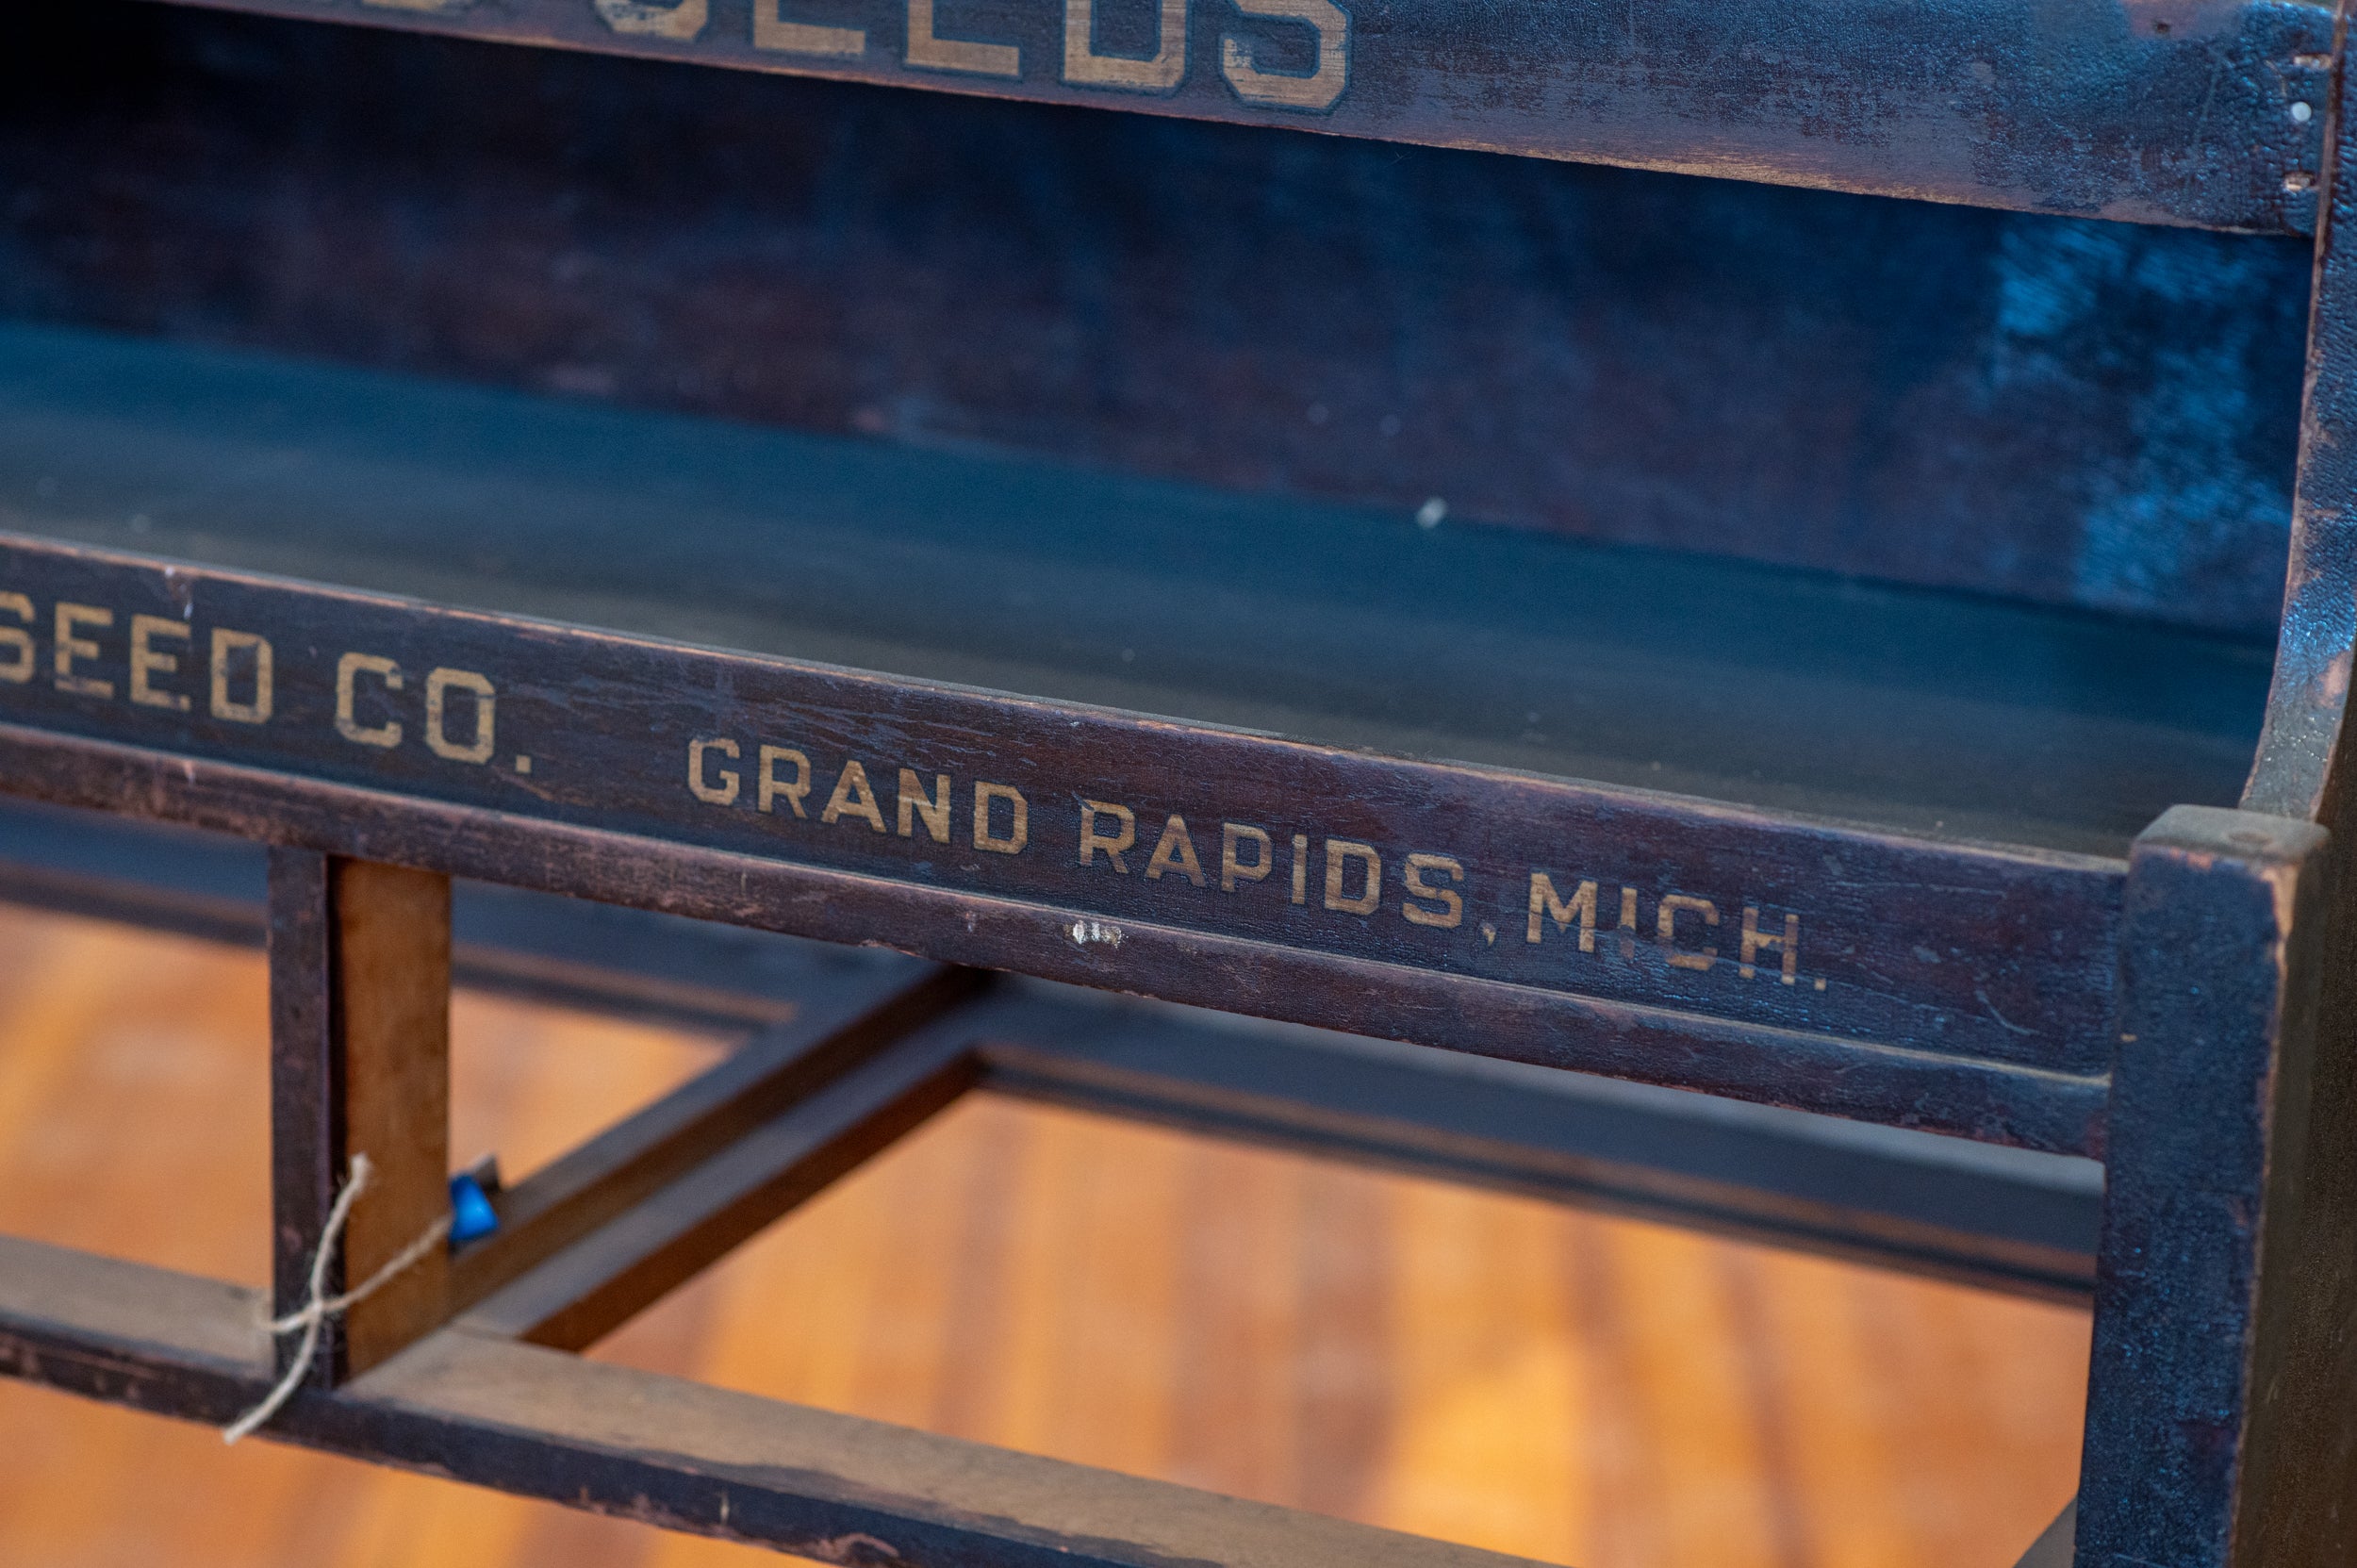 SEEDS
SEED CO. GRAND RAPIDS, MICH.